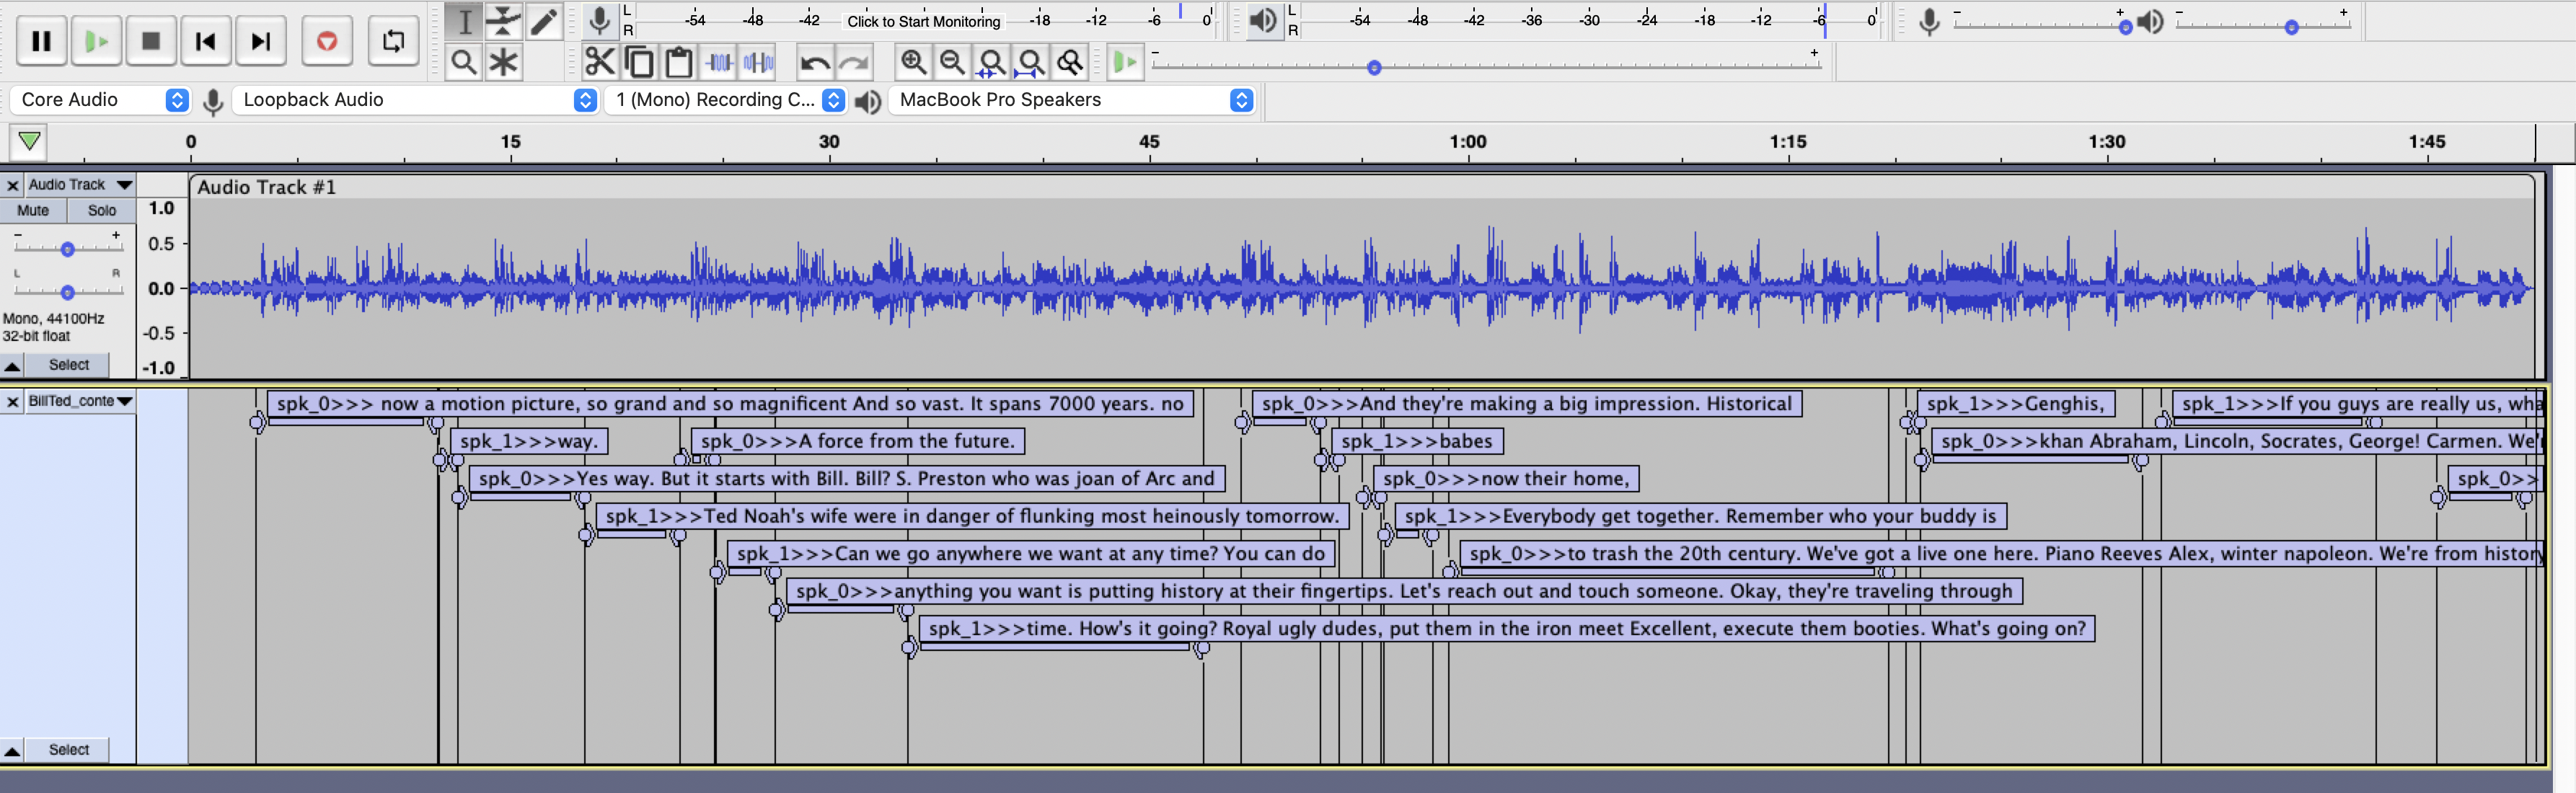 L
R
-54 -48 -42 Click to Start Monitoring -18 -12 -6 0
L
R
-54 -48 -42 -36 -30 -24 -18 -12 -6 0
- +
- +
- +
Core Audio
Loopback Audio
1 (Mono) Recording C...
MacBook Pro Speakers
0 15 30 45 1:00 1:15 1:30 1:45
Audio Track
Audio Track #1
Mute Solo
- +
L R
Mono, 44100Hz
32-bit float
Select
1.0
0.5
0.0
-0.5
-1.0
BillTed_conte
spk_0>>> now a motion picture, so grand and so magnificent And so vast. It spans 7000 years. no
spk_0>>>And they're making a big impression. Historical
spk_1>>>Genghis,
spk_1>>>If you guys are really us, wha
spk_1>>>way.
spk_0>>>A force from the future.
spk_1>>>babes
spk_0>>>khan Abraham, Lincoln, Socrates, George! Carmen. We'r
spk_0>>>Yes way. But it starts with Bill. Bill? S. Preston who was joan of Arc and
spk_0>>>now their home,
spk_0>>
spk_1>>>Ted Noah's wife were in danger of flunking most heinously tomorrow.
spk_1>>>Everybody get together. Remember who your buddy is
spk_1>>>Can we go anywhere we want at any time? You can do
spk_0>>>to trash the 20th century. We've got a live one here. Piano Reeves Alex, winter napoleon. We're from history
spk_0>>>anything you want is putting history at their fingertips. Let's reach out and touch someone. Okay, they're traveling through
spk_1>>>time. How's it going? Royal ugly dudes, put them in the iron meet Excellent, execute them booties. What's going on?
Select